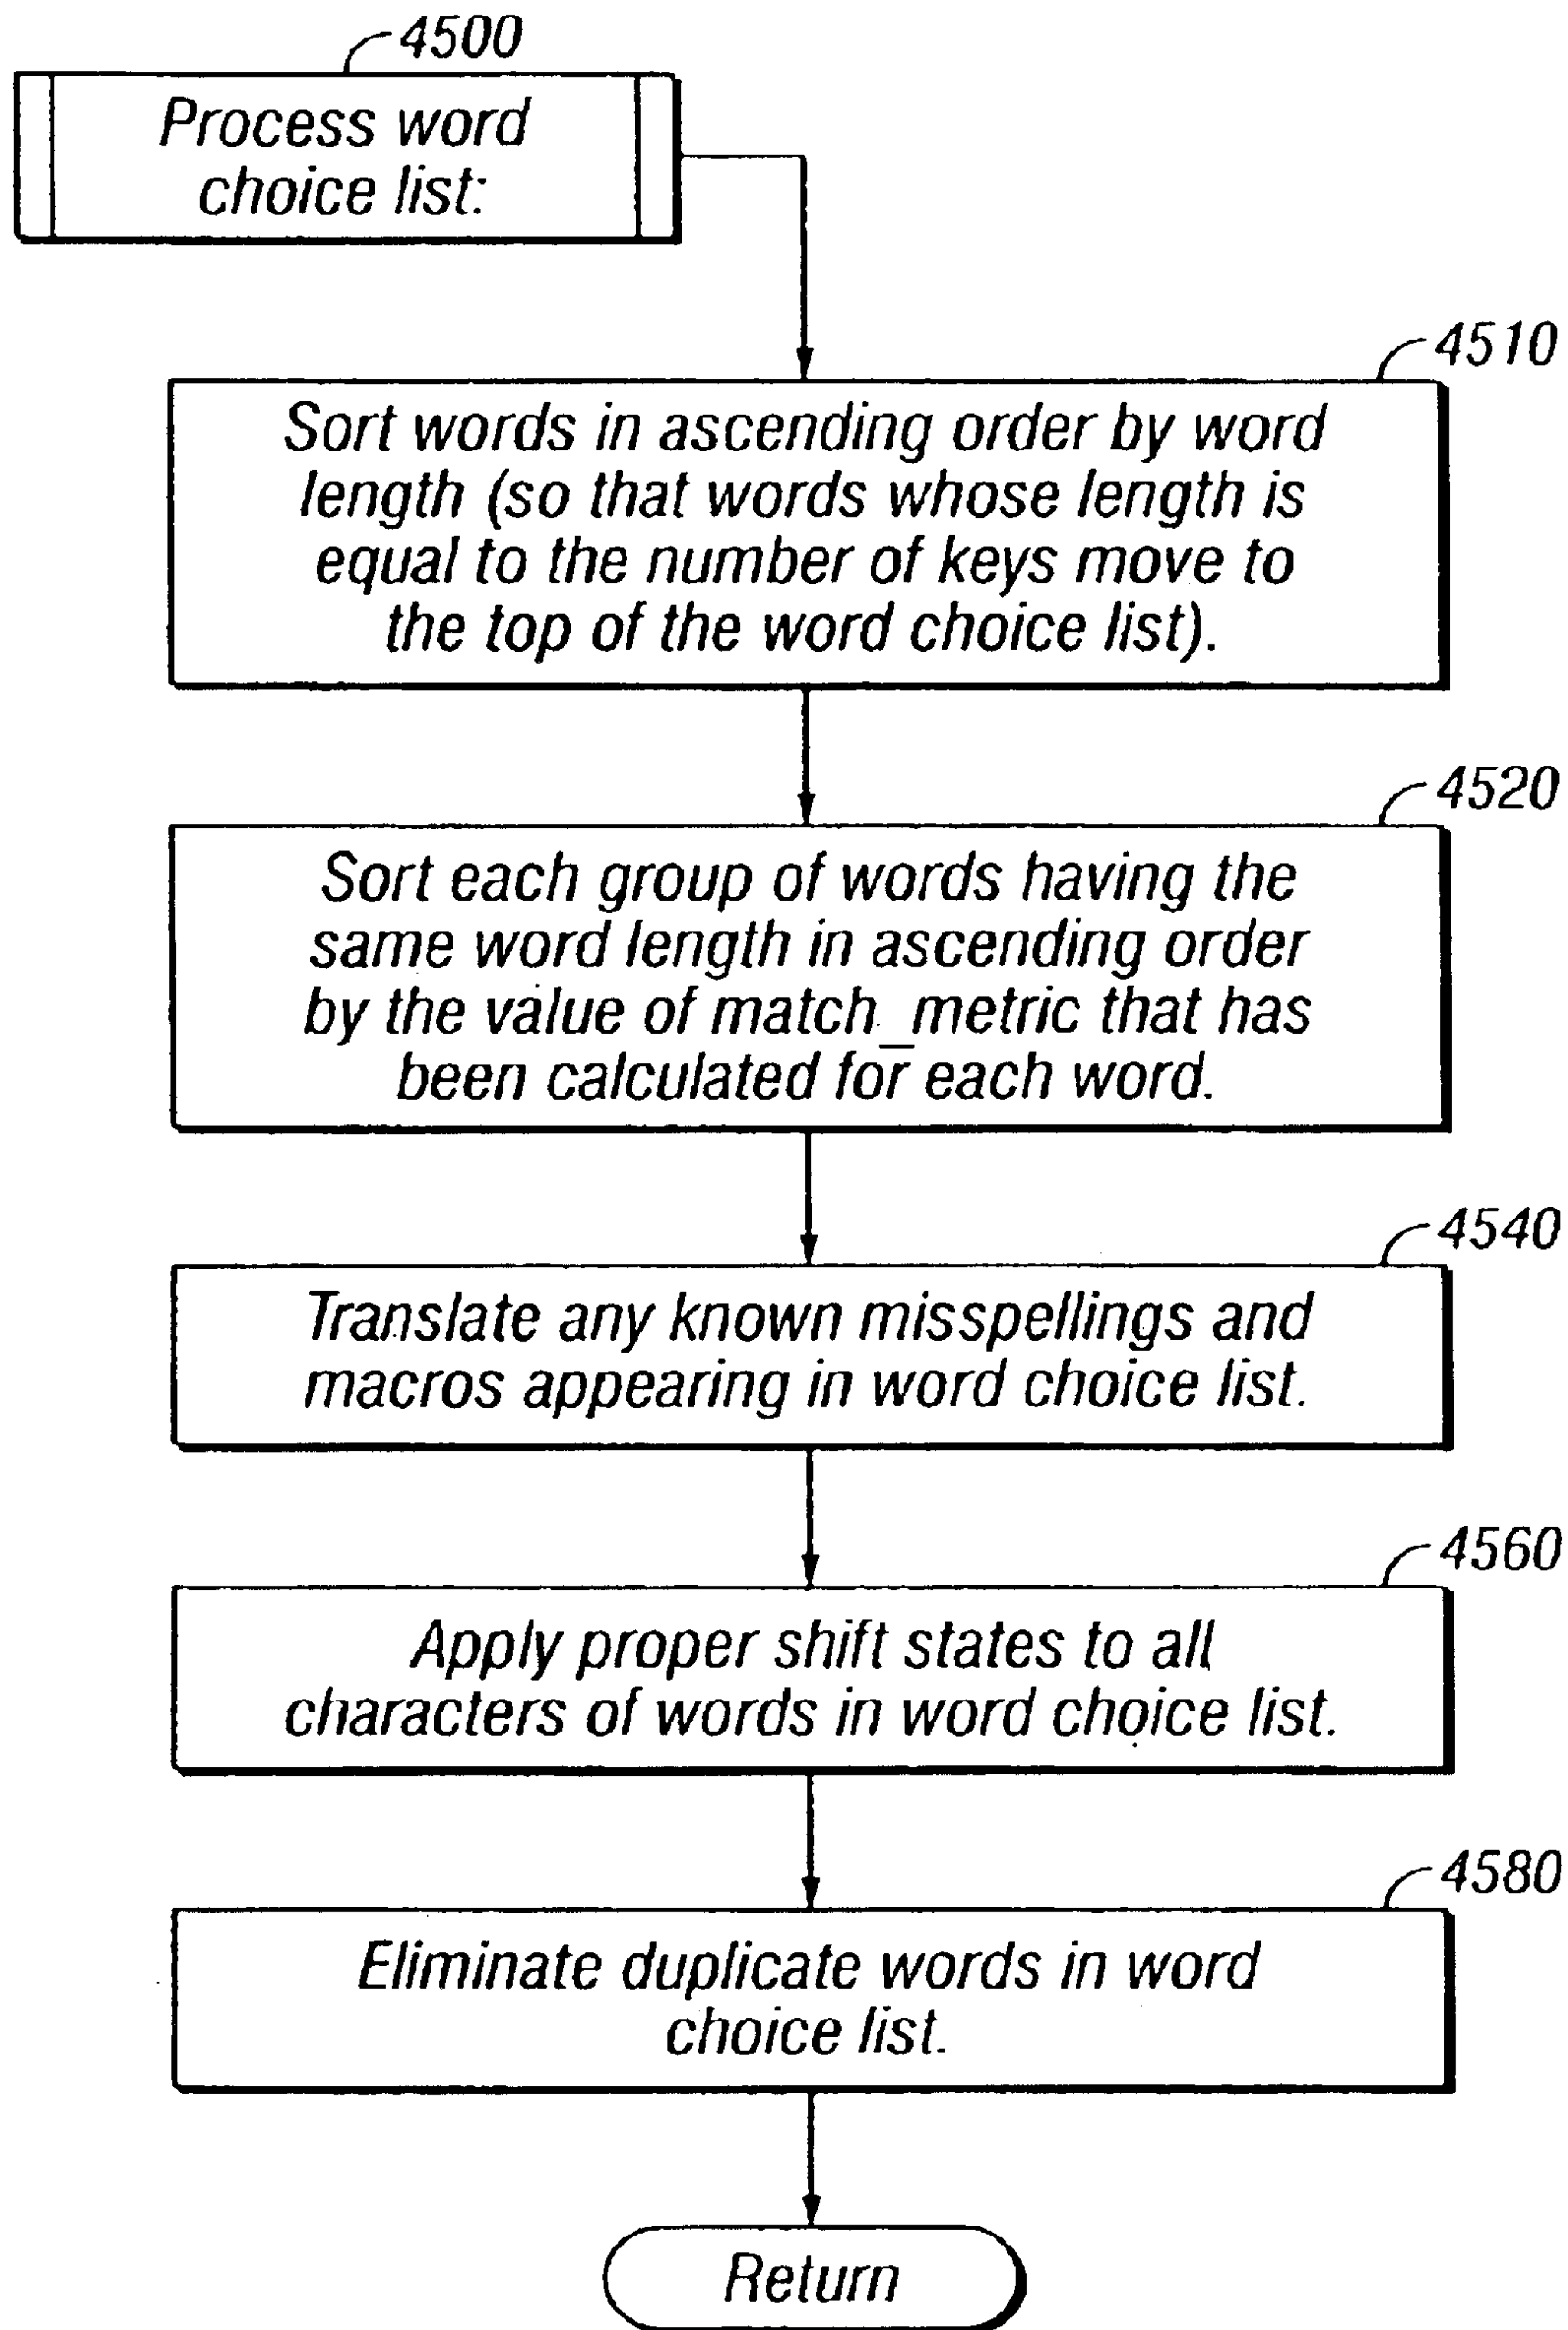 4500
Process word
choice list:
4510
Sort words in ascending order by word
length (so that words whose length is
equal to the number of keys move to
the top of the word choice list).
4520
Sort each group of words having the
same word length in ascending order
by the value of match_metric that has
been calculated for each word.
4540
Translate any known misspellings and
macros appearing in word choice list.
4560
Apply proper shift states to all
characters of words in word choice list.
4580
Eliminate duplicate words in word
choice list.
Return